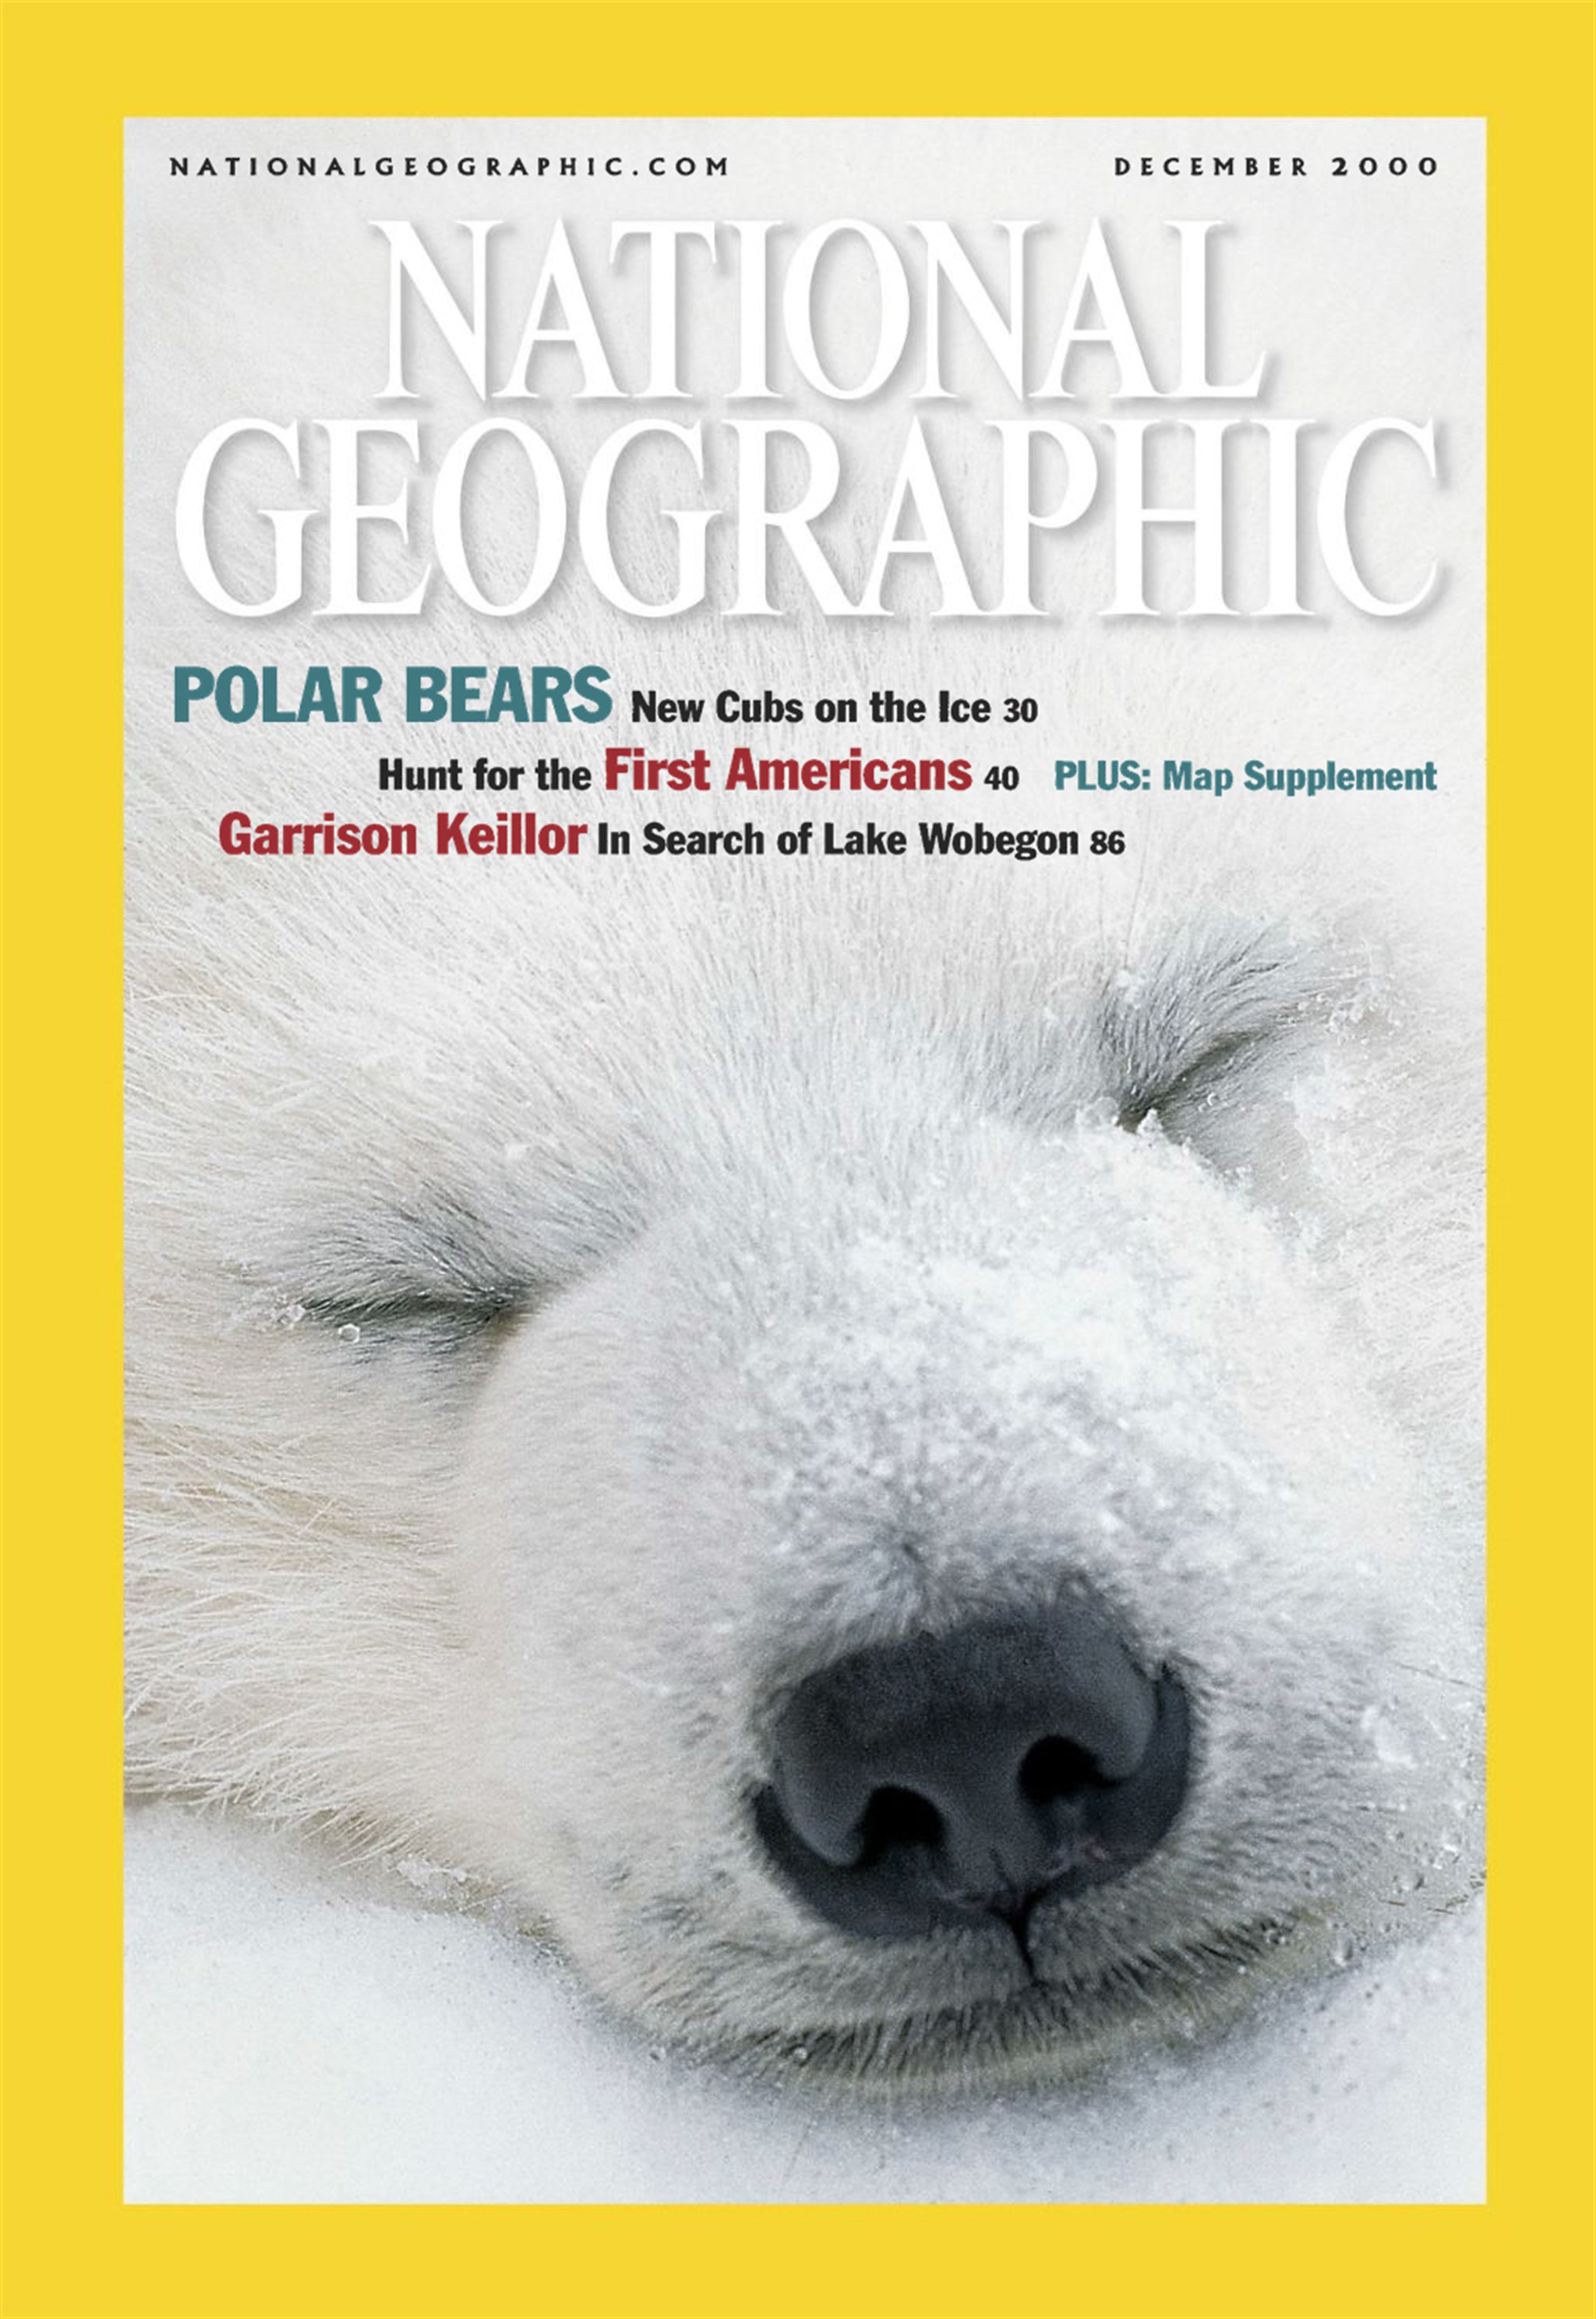 NATIONALGEOGRAPHIC.COM DECEMBER 2000
NATIONAL
GEOGRAPHIC
POLAR BEARS New Cubs on the Ice 30
Hunt for the First Americans 40 PLUS: Map Supplement
Garrison Keillor In Search of Lake Wobegon 86